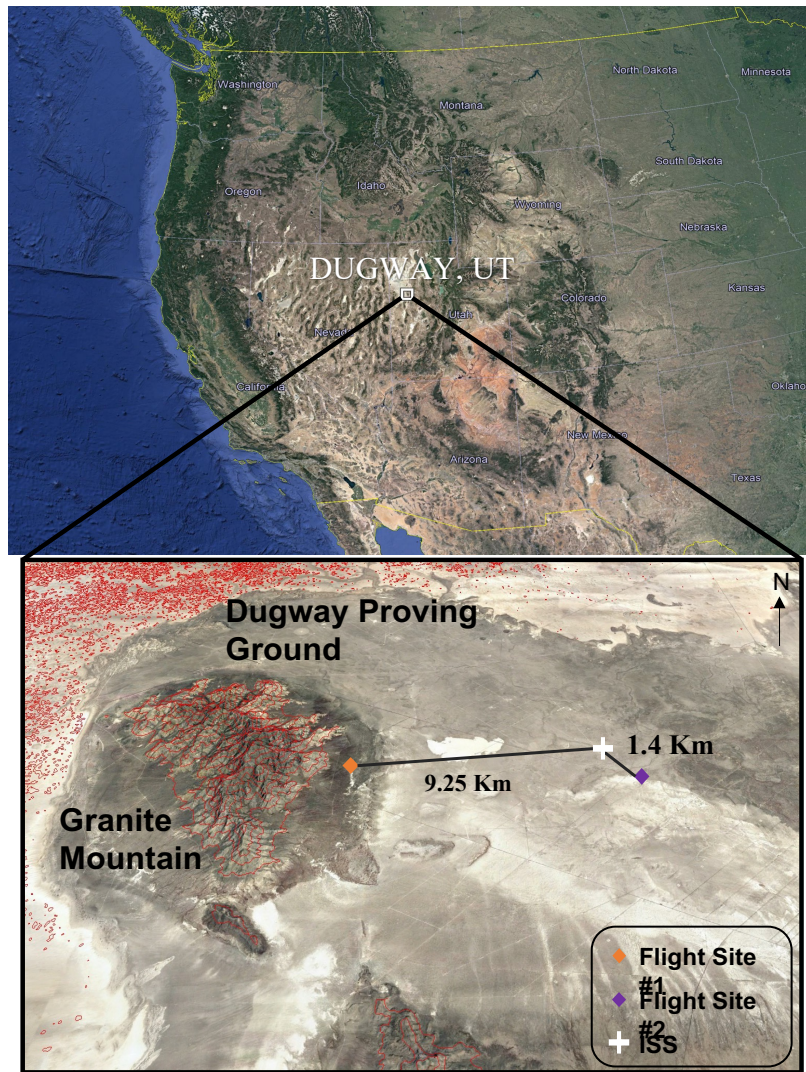 Washington
North Dakota
Minnesota
Montana
South Dakota
Oregon
Idaho
Wyoming
Nebraska
DUGWAY, UT
Colorado
Kansas
Utah
Nevad
California
Oklaho
New Mexico
Arizona
Texas
Dugway Proving
Ground
N
1.4 Km
9.25 Km
Granite
Mountain
Flight Site
#1
Flight Site
#2
ISS